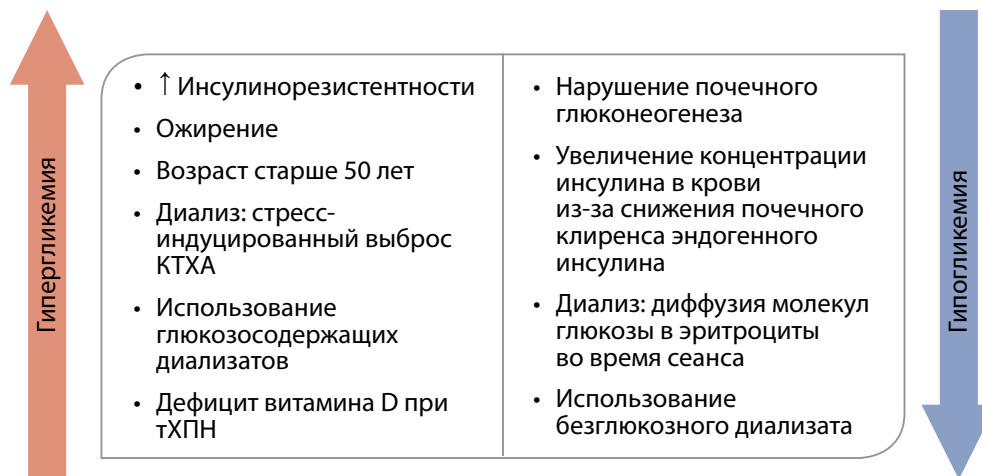 Гипергликемия
• ↑ Инсулинорезистентности
• Ожирение
• Возраст старше 50 лет
• Диализ: стресс-
индуцированный выброс
КТХА
• Использование
глюкозосодержащих
диализатов
• Дефицит витамина D при
тХПН
• Нарушение почечного
глюконеогенеза
• Увеличение концентрации
инсулина в крови
из-за снижения почечного
клиренса эндогенного
инсулина
• Диализ: диффузия молекул
глюкозы в эритроциты
во время сеанса
• Использование
безглюкозного диализата
Гипогликемия